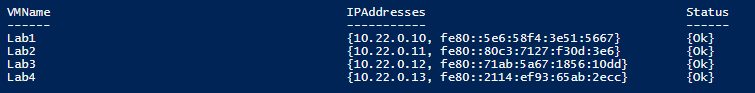 VMName IPAddresses Status
------ ----------- ------
Lab1 {10.22.0.10, fe80::5e6:58f4:3e51:5667} {Ok}
Lab2 {10.22.0.11, fe80::80c3:7127:f30d:3e6} {Ok}
Lab3 {10.22.0.12, fe80::71ab:5a67:1856:10dd} {Ok}
Lab4 {10.22.0.13, fe80::2114:ef93:65ab:2ecc} {Ok}